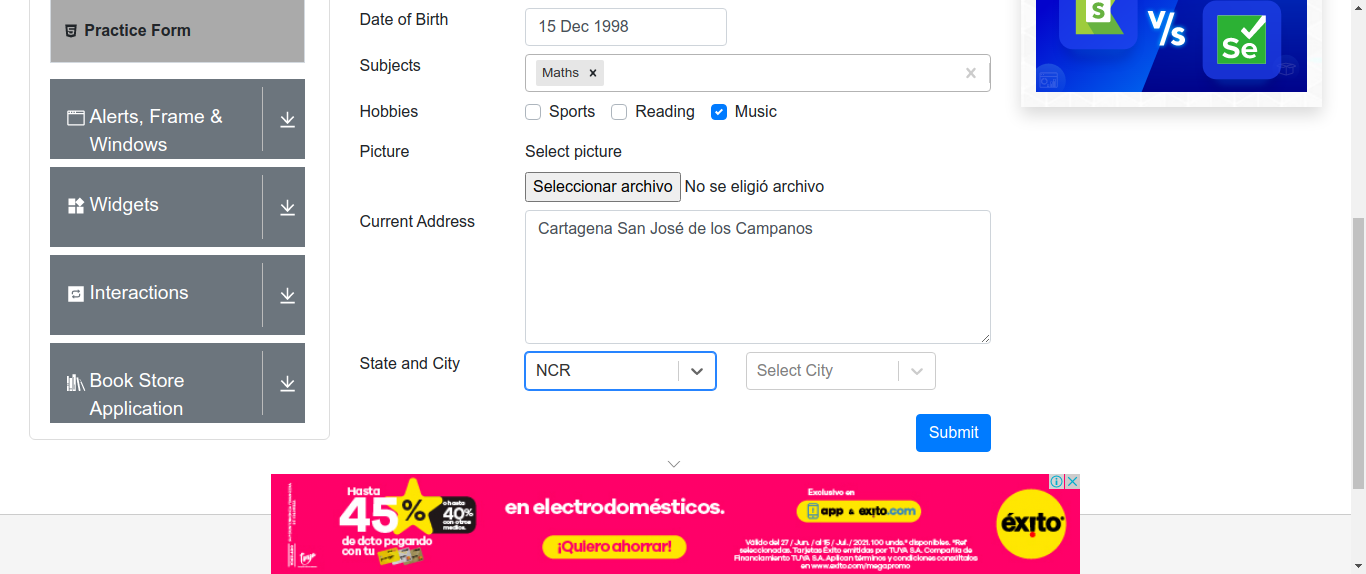 Practice Form
Alerts, Frame &
Windows
Widgets
Interactions
Book Store
Application
Date of Birth
15 Dec 1998
Subjects
Maths
Hobbies
Sports
Reading
Music
Picture
Select picture
Seleccionar archivo No se eligió archivo
Current Address
Cartagena San José de los Campanos
State and City
NCR
Select City
Submit
S
V/s
Se
Hasta
45%
o hasta
40%
con otros
medios.
de dcto pagando
con tu
en electrodomésticos.
¡Quiero ahorrar!
Exclusivo en
app & exito.com
Válido del 27 / Jun. / al 15 / Jul. / 2021. 100 unds.* disponibles. *Ref
seleccionadas. Tarjetas Éxito emitidas por TUYA S.A. Compañía de
Financiamiento TUYA S.A. Aplican términos y condiciones consúltalos
en www.exito.com/megapromo
éxito